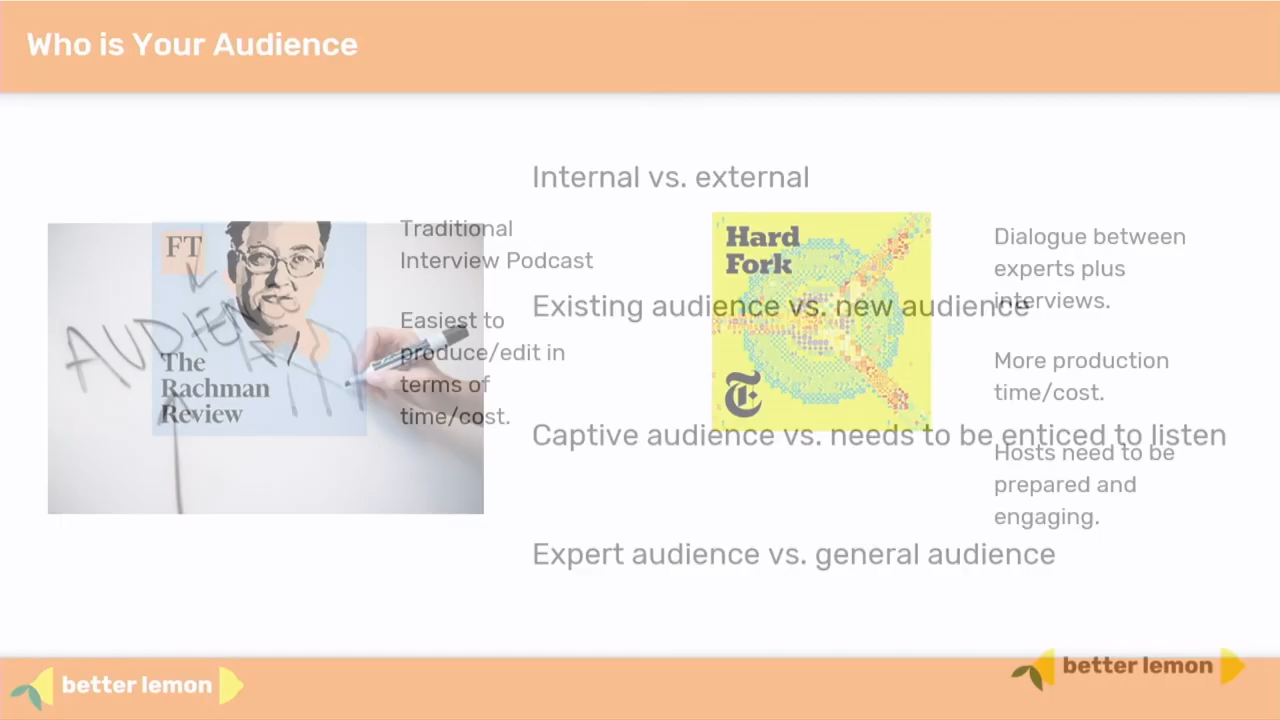 Who is Your Audience
Internal vs. external
Existing audience vs. new audience
Captive audience vs. needs to be enticed to listen
Expert audience vs. general audience
AUDIEN
FT
The
Rachman
Review
Traditional
Interview Podcast
Easiest to
produce/edit in
terms of
time/cost.
Hard
Fork
T
Dialogue between
experts plus
interviews.
More production
time/cost.
Hosts need to be
prepared and
engaging.
better lemon
better lemon